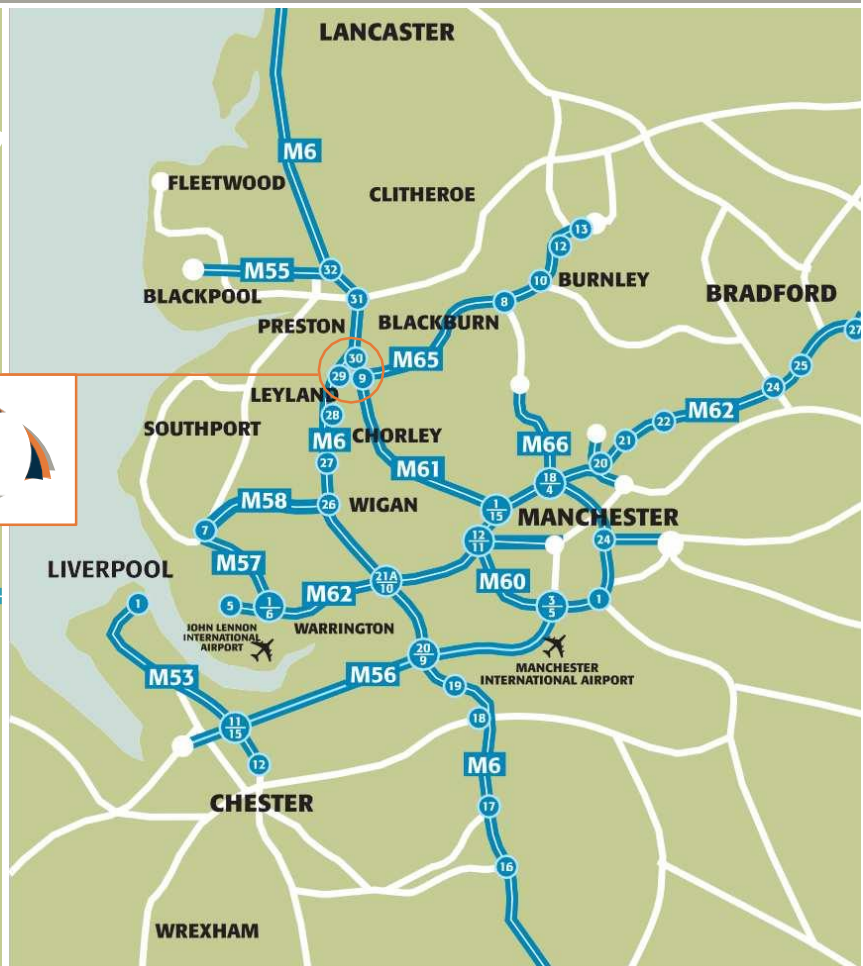 LANCASTER
M6
FLEETWOOD
CLITHEROE
13
12
M55
32
10
BURNLEY
BLACKPOOL
31
8
BRADFORD
PRESTON
BLACKBURN
27
30
M65
25
29
9
24
LEYLAND
28
22
M62
SOUTHPORT
M6
CHORLEY
M66
21
27
M61
20
18
4
M58
26
WIGAN
1
15
MANCHESTER
7
12
11
24
M57
LIVERPOOL
21A
10
M60
M62
1
5
1
6
3
5
1
JOHN LENNON
INTERNATIONAL
AIRPORT
WARRINGTON
20
9
MANCHESTER
INTERNATIONAL AIRPORT
M53
M56
19
11
15
18
12
M6
CHESTER
17
16
WREXHAM